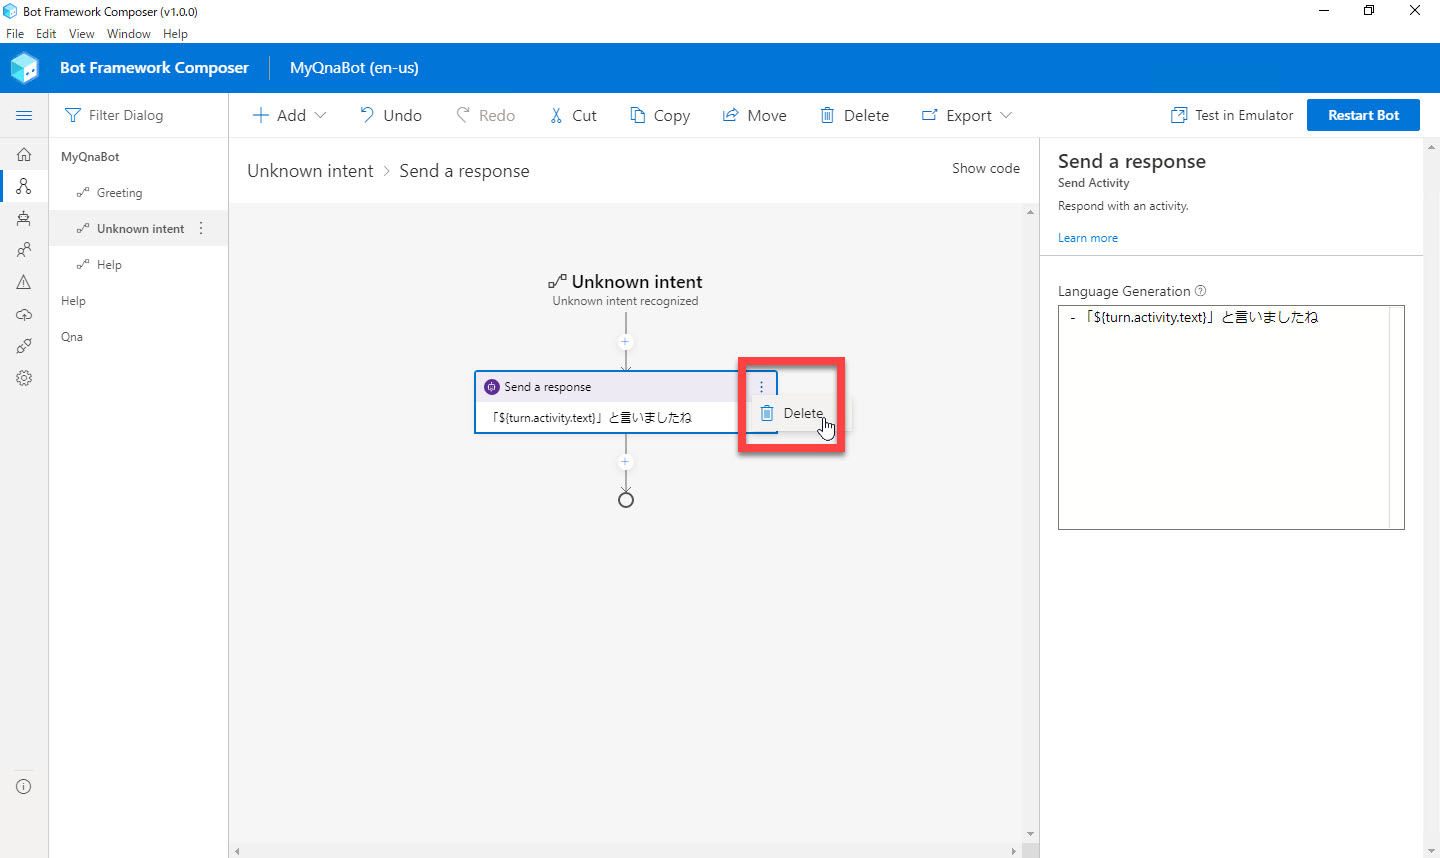 Bot Framework Composer (v1.0.0)
File Edit View Window Help
Bot Framework Composer MyQnaBot (en-us)
Filter Dialog
Add Undo Redo Cut Copy Move Delete Export Test in Emulator Restart Bot
MyQnaBot
Greeting
Unknown intent
Help
Help
Qna
Unknown intent > Send a response
Show code
Unknown intent
Unknown intent recognized
Send a response
「${turn.activity.text}」と言いましたね
Delete
Send a response
Send Activity
Respond with an activity.
Learn more
Language Generation
- 「${turn.activity.text}」と言いましたね